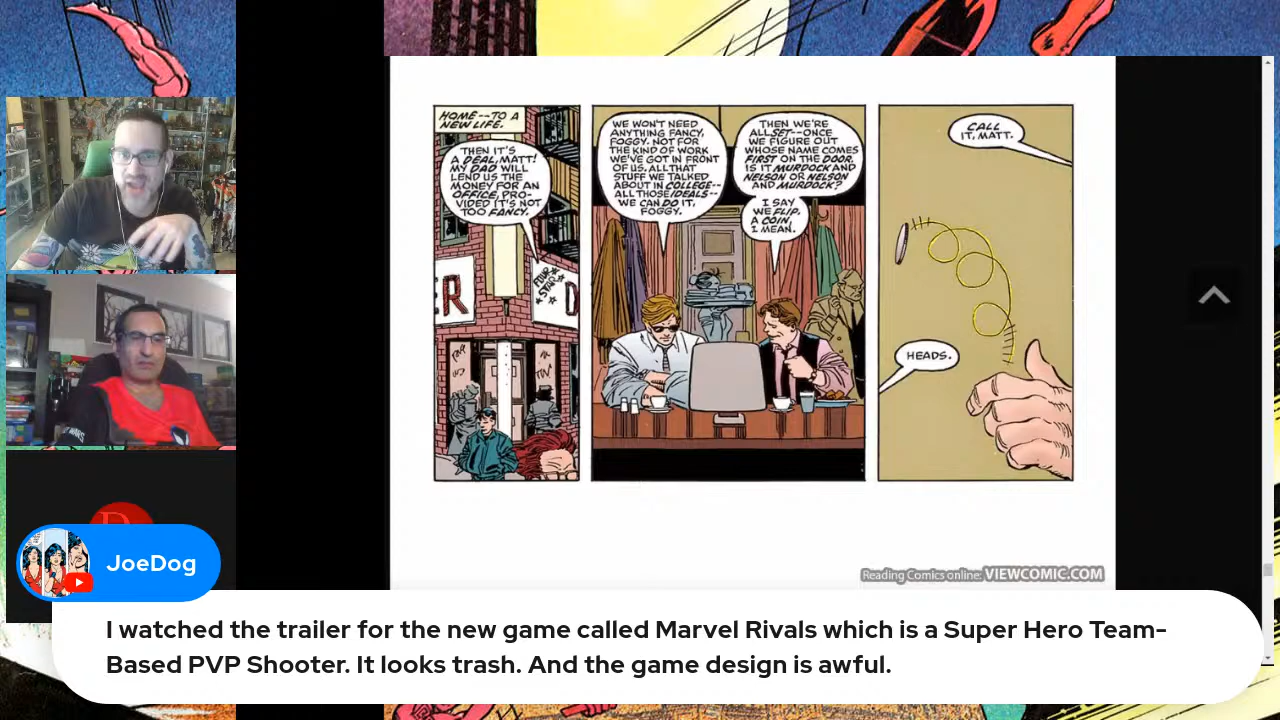 HOME--TO A
NEW LIFE.
THEN IT'S
A DEAL, MATT!
MY DAD WILL
LEND US THE
MONEY FOR AN
OFFICE, PRO-
VIDED IT'S NOT
TOO FANCY.
FOUR
STAR
ER
D
WE WON'T NEED
ANYTHING FANCY,
FOGGY. NOT FOR
THE KIND OF WORK
WE'VE GOT IN FRONT
OF US. ALL THAT
STUFF WE TALKED
ABOUT IN COLLEGE--
ALL THOSE IDEALS--
WE CAN DO IT,
FOGGY.
THEN WE'RE
ALL SET--ONCE
WE FIGURE OUT
WHOSE NAME COMES
FIRST ON THE DOOR.
IS IT MURDOCK AND
NELSON OR NELSON
AND MURDOCK?
I SAY
WE FLIP.
A COIN,
I MEAN.
CALL
IT, MATT.
HEADS.
Reading Comics online: VIEWCOMIC.COM
JoeDog
I watched the trailer for the new game called Marvel Rivals which is a Super Hero Team-
Based PVP Shooter. It looks trash. And the game design is awful.